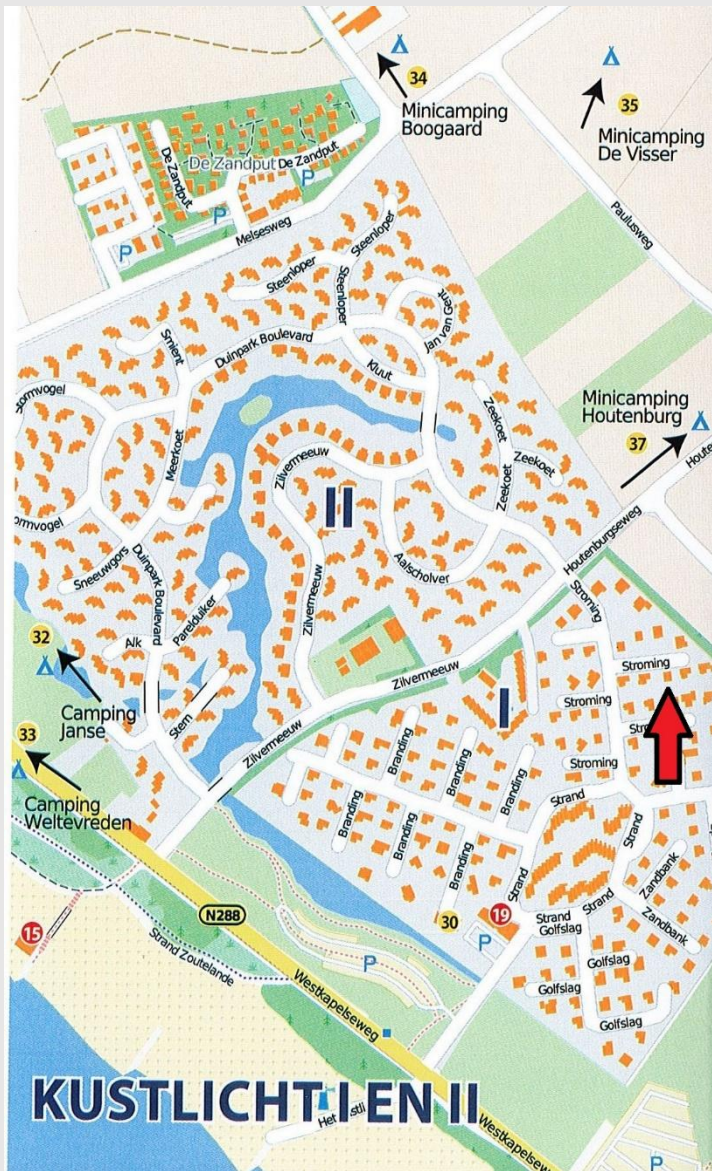 34
Minicamping
Boogaard
35
Minicamping
De Visser
De Zandput
De Zandput
De Zandput
P
P
P
Melsesweg
Paulusweg
Steenloper
Steenloper
Steenloper
Jan van Gent
Smient
Duinpark Boulevard
Kluut
Stormvogel
Meerkoet
Zeekoet
Zeekoet
Zeekoet
Minicamping
Houtenburg
37
Zilvermeeuw
II
Aalscholver
Sneeuwgors
Duinpark Boulevard
Parelduiker
Alk
Stern
Zilvermeeuw
Houtenburgseweg
Stroming
Stroming
Stroming
Stroming
32
Camping
Janse
33
Camping
Weltevreden
Zilvermeeuw
Zilvermeeuw
I
Branding
Branding
Branding
Branding
Branding
Branding
Strand
Strand
Strand
Strand
Strand
Zandbank
Zandbank
Golfslag
Golfslag
Golfslag
Golfslag
30
19
P
N288
15
Strand Zoutelande
P
Westkapelseweg
KUSTLICHT I EN II
Westkapelseweg
P